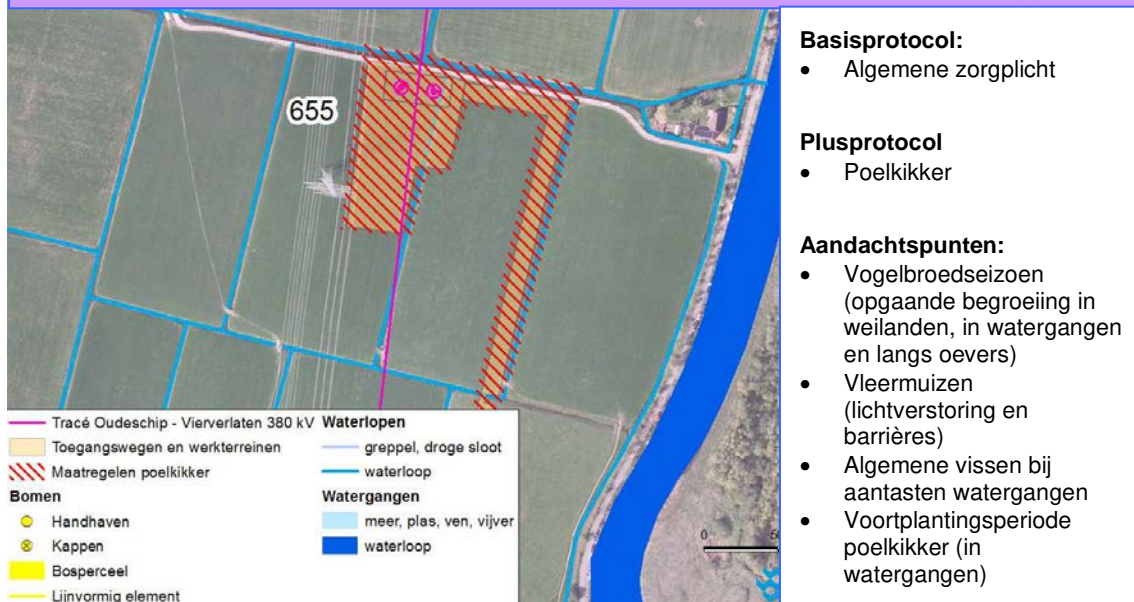 655
Tracé Oudeschip - Vierverlaten 380 kV
Toegangswegen en werkterreinen
Maatregelen poelkikker
Bomen
Handhaven
Kappen
Bosperceel
Lijnvormig element
Waterlopen
greppel, droge sloot
waterloop
Watergangen
meer, plas, ven, vijver
waterloop
0
Basisprotocol:
• Algemene zorgplicht
Plusprotocol
• Poelkikker
Aandachtspunten:
• Vogelbroedseizoen
(opgaande begroeiing in
weilanden, in watergangen
en langs oevers)
• Vleermuizen
(lichtverstoring en
barrières)
• Algemene vissen bij
aantasten watergangen
• Voortplantingsperiode
poelkikker (in
watergangen)